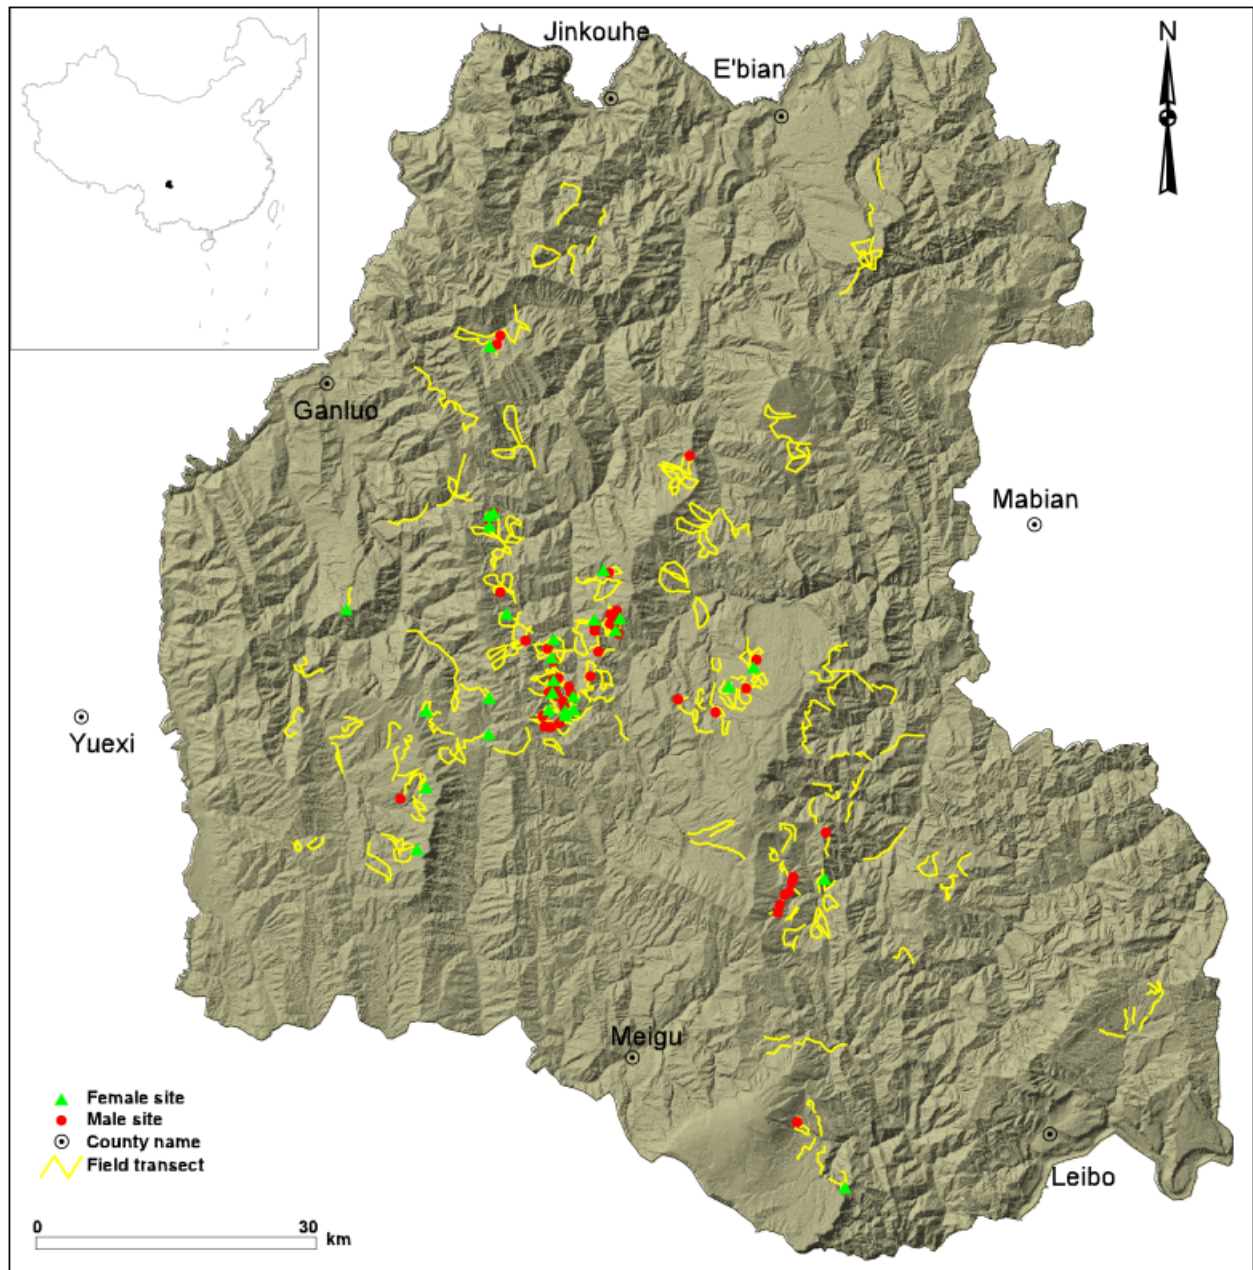 Jinkouhe
E'bian
N
Ganluo
Mabian
Yuexi
Meigu
Leibo
Female site
Male site
County name
Field transect
0 30
km